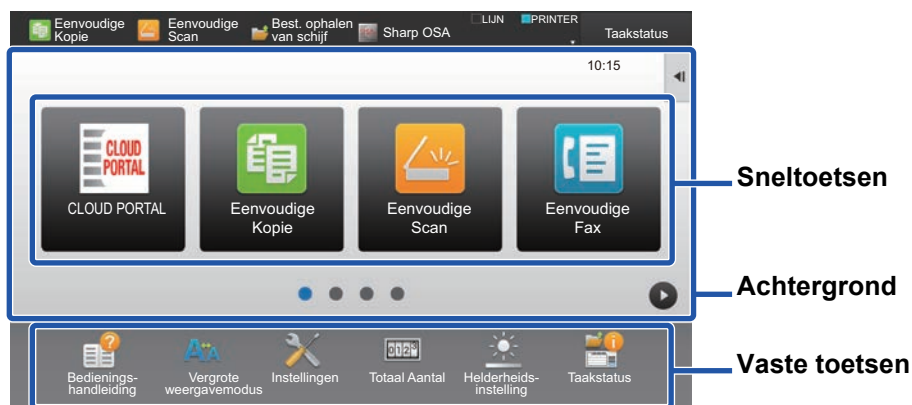 Eenvoudige
Kopie
Eenvoudige
Scan
Best. ophalen
van schijf
Sharp OSA
LIJN
PRINTER
Taakstatus
10:15
CLOUD
PORTAL
CLOUD PORTAL
Eenvoudige
Kopie
Eenvoudige
Scan
Eenvoudige
Fax
Sneltoetsen
Achtergrond
Bedienings-
handleiding
Vergrote
weergavemodus
Instellingen
Totaal Aantal
Helderheids-
instelling
Taakstatus
Vaste toetsen